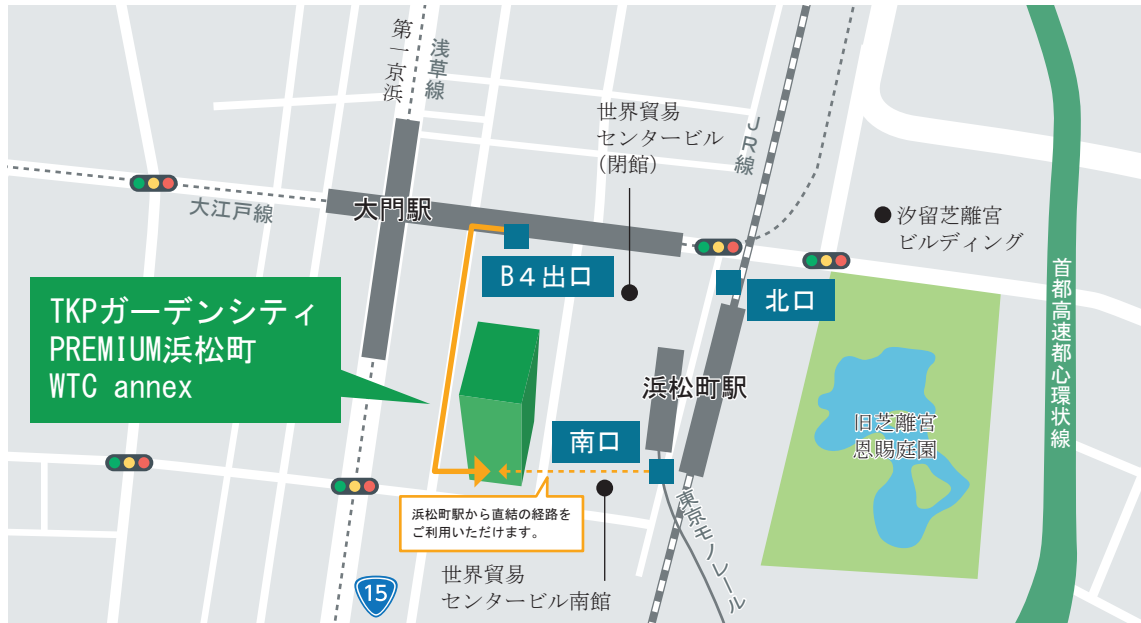 第一京浜
浅草線
世界貿易
センタービル
(閉館)
JR線
大江戸線
大門駅
汐留芝離宮
ビルディング
B4出口
北口
首都高速都心環状線
TKPガーデンシティ
PREMIUM浜松町
WTC annex
浜松町駅
旧芝離宮
恩賜庭園
南口
浜松町駅から直結の経路を
ご利用いただけます。
東京モノレール
世界貿易
センタービル南館
15